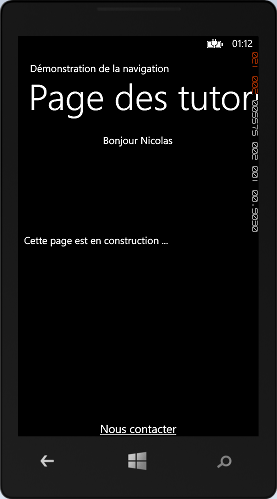 01:12
Démonstration de la navigation
Page des tutor
Bonjour Nicolas
Cette page est en construction ...
Nous contacter